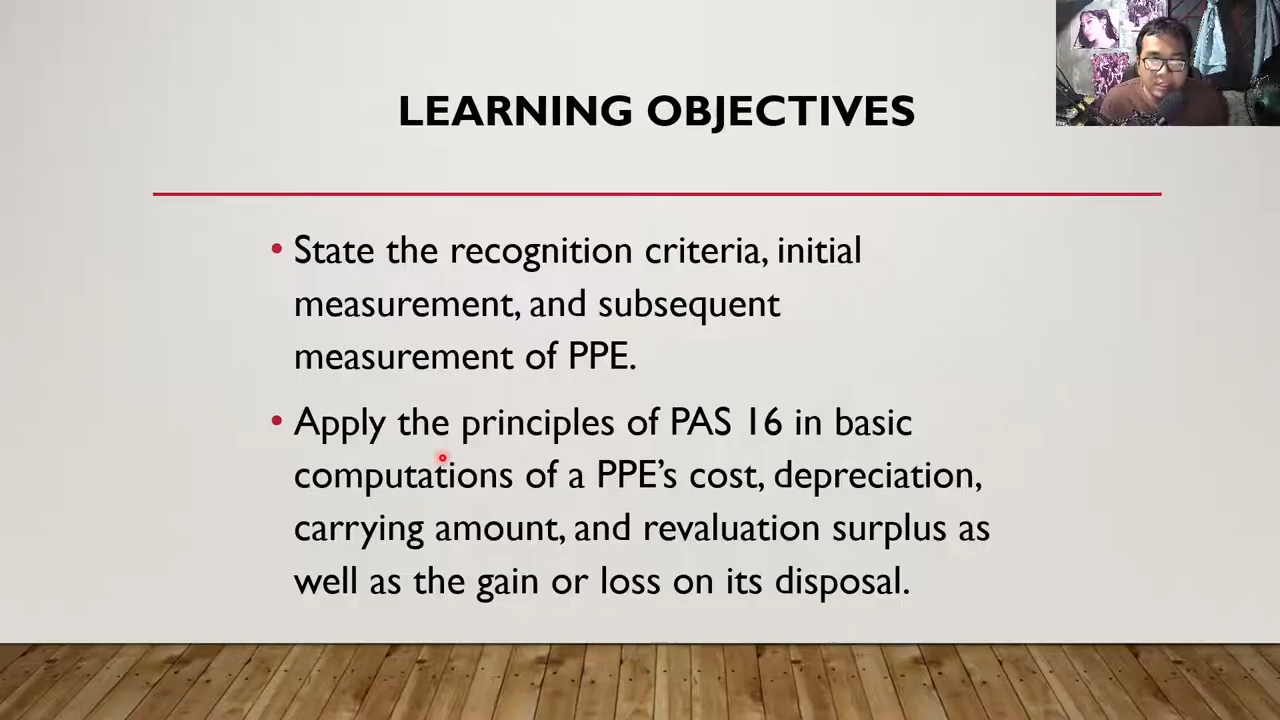 LEARNING OBJECTIVES
• State the recognition criteria, initial
measurement, and subsequent
measurement of PPE.
• Apply the principles of PAS 16 in basic
computations of a PPE’s cost, depreciation,
carrying amount, and revaluation surplus as
well as the gain or loss on its disposal.